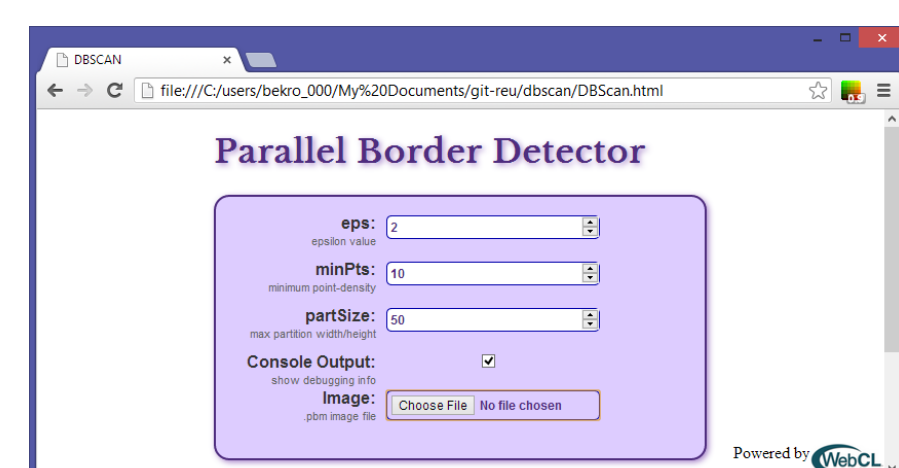 DBSCAN
file:///C:/users/bekro_000/My%20Documents/git-reu/dbscan/DBScan.html
Parallel Border Detector
eps: 2
epsilon value
minPts: 10
minimum point-density
partSize: 50
max partition width/height
Console Output:
show debugging info
Image: Choose File No file chosen
.pbm image file
Powered by WebCL